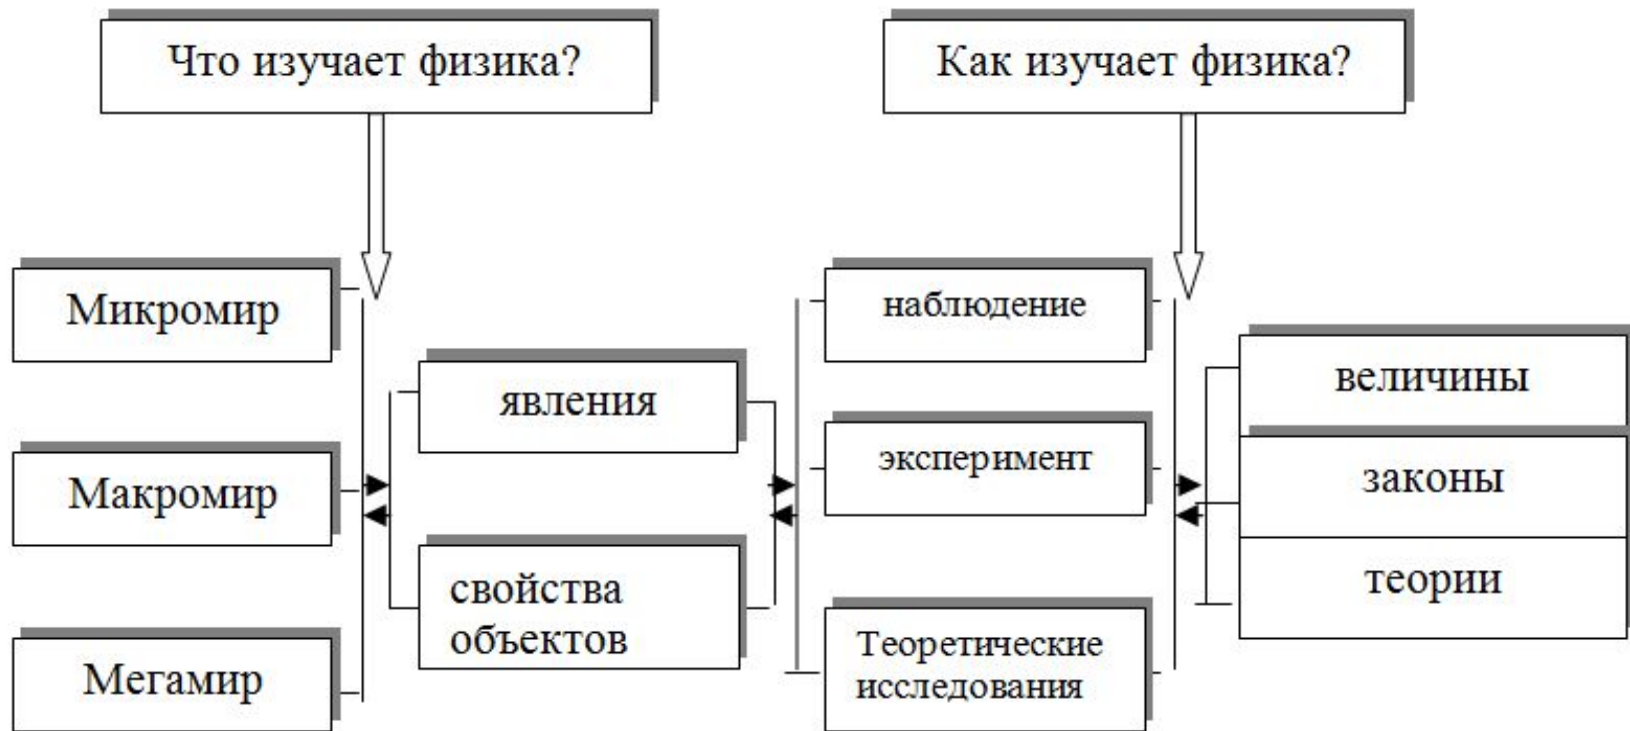 Что изучает физика?
Как изучает физика?
Микромир
Макромир
Мегамир
явления
свойства
объектов
наблюдение
эксперимент
Теоретические
исследования
величины
законы
теории